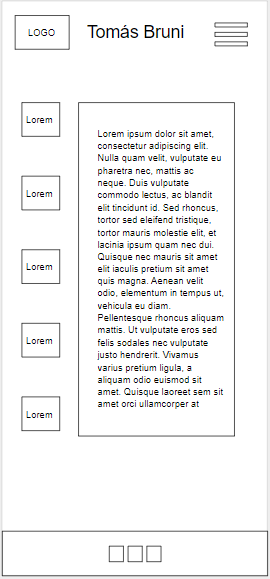 LOGO
Tomás Bruni
Lorem
Lorem
Lorem
Lorem
Lorem
Lorem ipsum dolor sit amet,
consectetur adipiscing elit.
Nulla quam velit, vulputate eu
pharetra nec, mattis ac
neque. Duis vulputate
commodo lectus, ac blandit
elit tincidunt id. Sed rhoncus,
tortor sed eleifend tristique,
tortor mauris molestie elit, et
lacinia ipsum quam nec dui.
Quisque nec mauris sit amet
elit iaculis pretium sit amet
quis magna. Aenean velit
odio, elementum in tempus ut,
vehicula eu diam.
Pellentesque rhoncus aliquam
mattis. Ut vulputate eros sed
felis sodales nec vulputate
justo hendrerit. Vivamus
varius pretium ligula, a
aliquam odio euismod sit
amet. Quisque laoreet sem sit
amet orci ullamcorper at